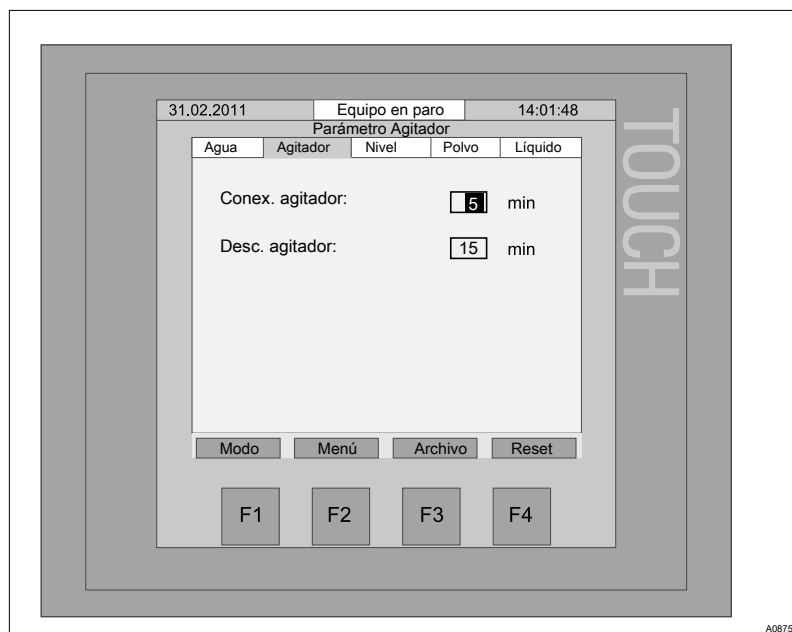 31.02.2011 Equipo en paro 14:01:48
Parámetro Agitador
Agua Agitador Nivel Polvo Líquido
Conex. agitador: 5 min
Desc. agitador: 15 min
Modo Menú Archivo Reset
F1 F2 F3 F4
TOUCH
A0875